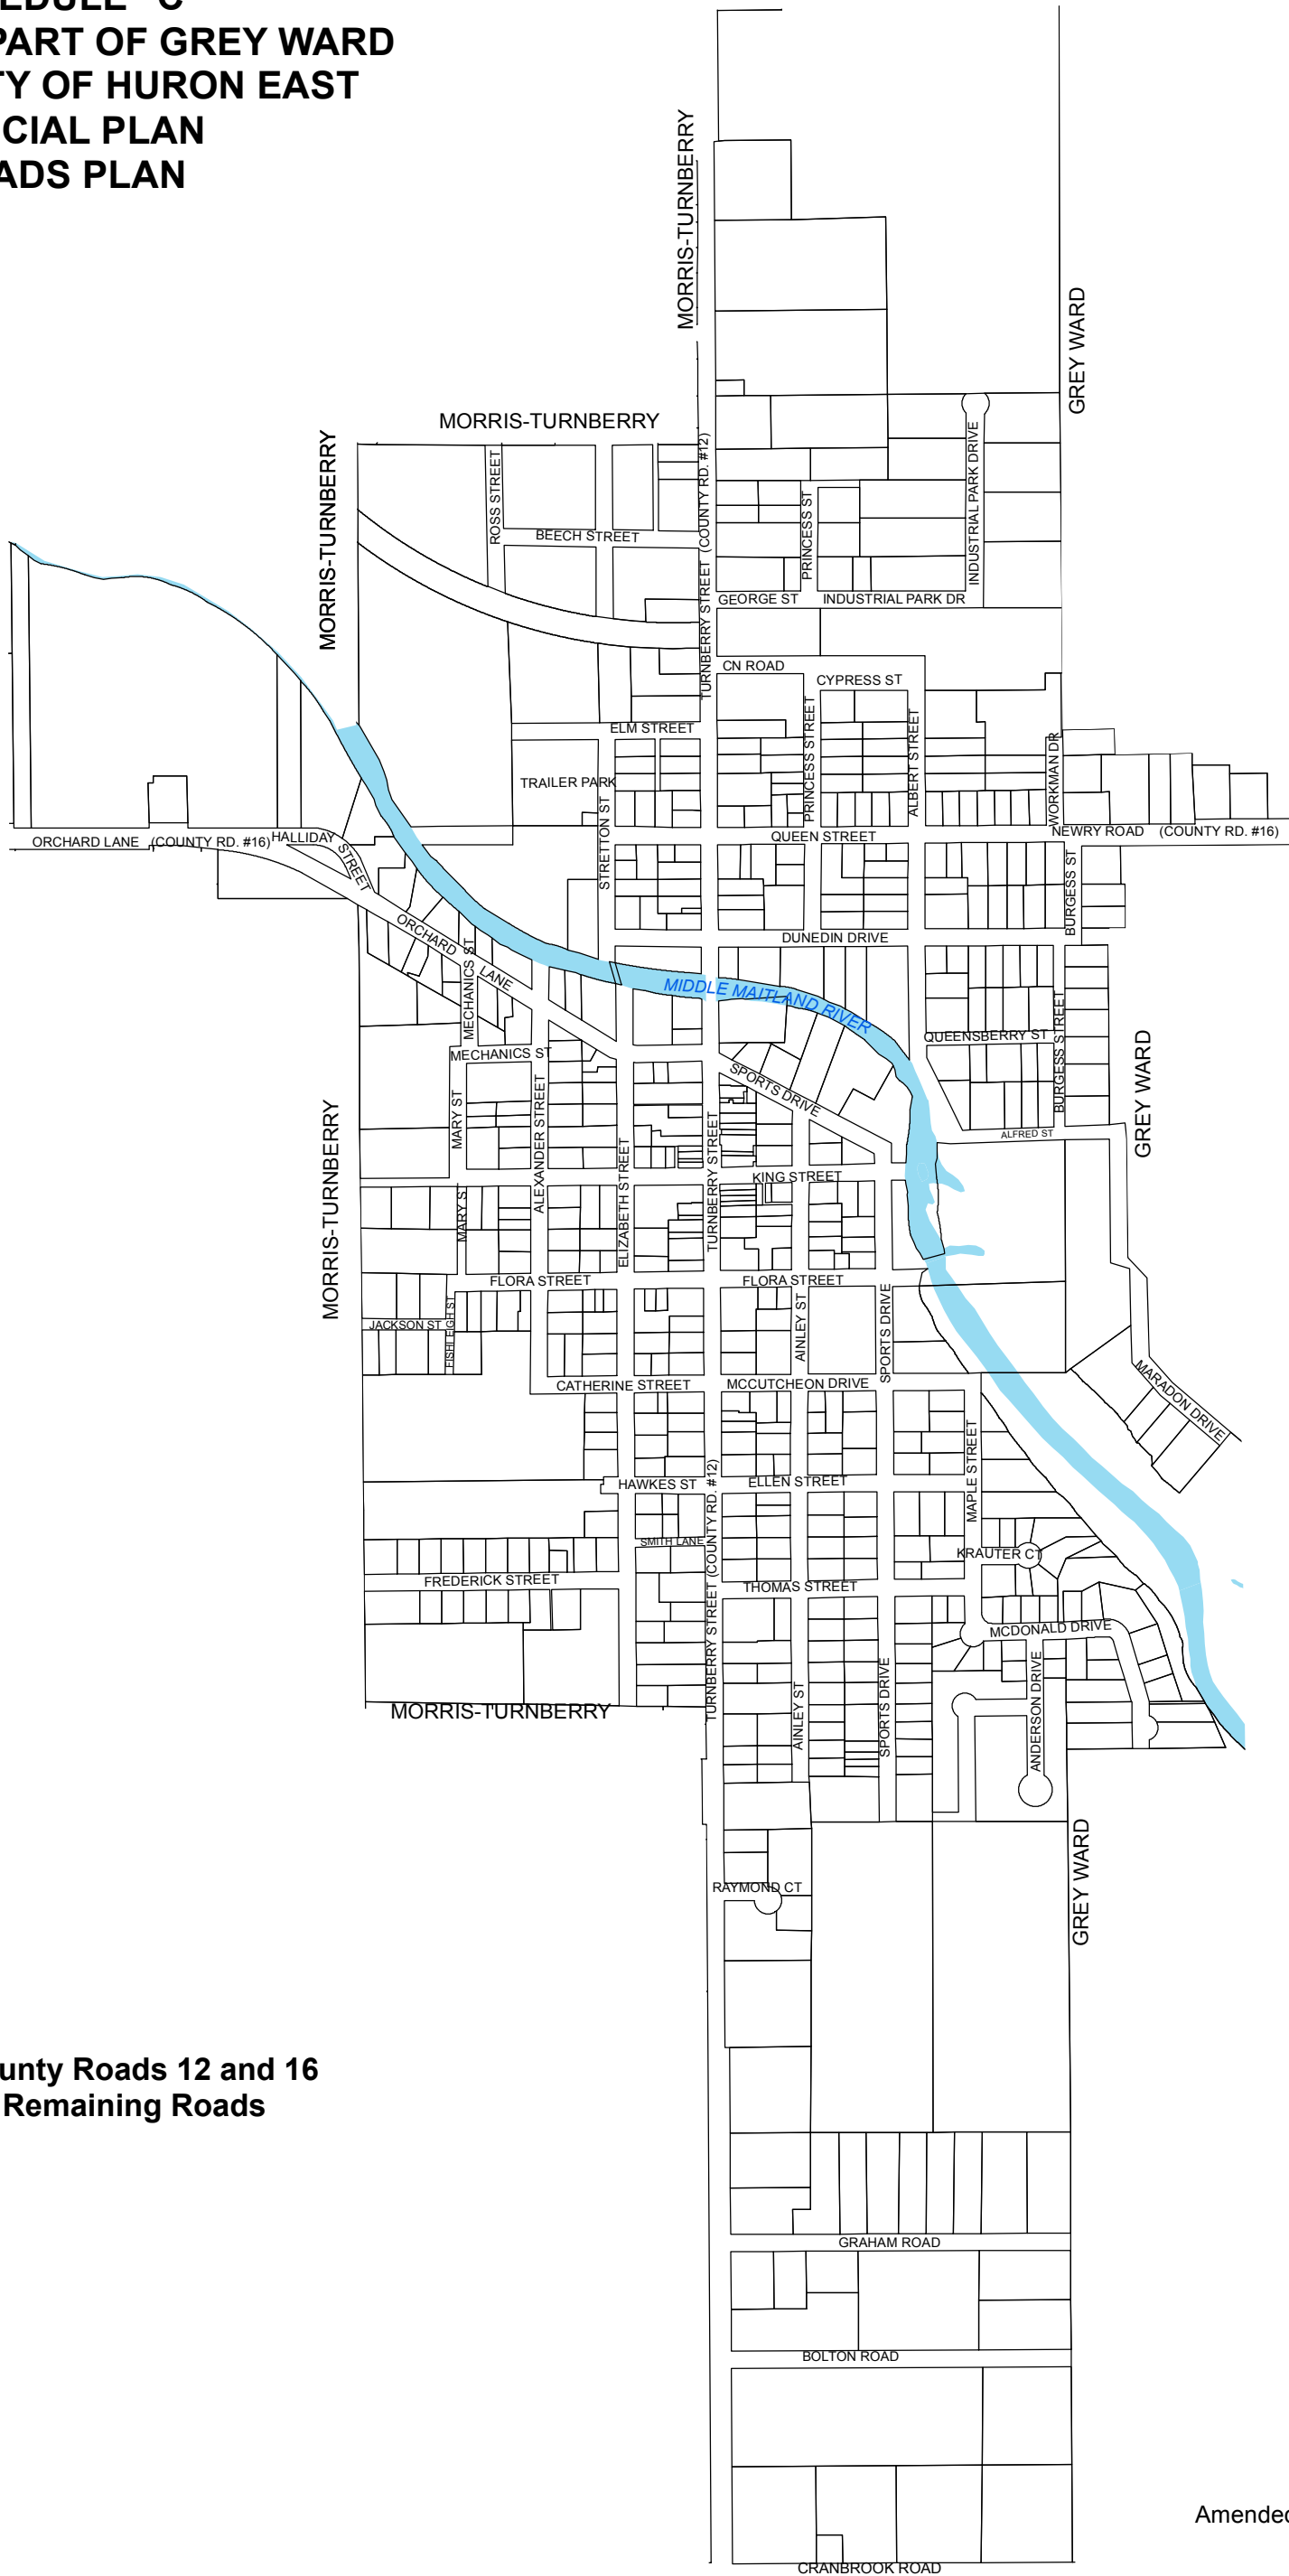 EDULE "C"
PART OF GREY WARD
TY OF HURON EAST
CIAL PLAN
ADS PLAN
MORRIS-TURNBERRY
GREY WARD
MORRIS-TURNBERRY
MORRIS-TURNBERRY
ROSS STREET
BEECH STREET
TURNBERRY STREET (COUNTY RD. #12)
PRINCESS ST
INDUSTRIAL PARK DRIVE
GEORGE ST
INDUSTRIAL PARK DR
CN ROAD
CYPRESS ST
ELM STREET
PRINCESS STREET
ALBERT STREET
WORKMAN DR
TRAILER PARK
STRETTON ST
QUEEN STREET
NEWRY ROAD (COUNTY RD. #16)
ORCHARD LANE (COUNTY RD. #16)
HALLIDAY STREET
BURGESS ST
ORCHARD LANE
MECHANICS ST
DUNEDIN DRIVE
MIDDLE MAITLAND RIVER
QUEENSBERRY ST
BURGESS STREET
GREY WARD
MECHANICS ST
SPORTS DRIVE
MARY ST
ALEXANDER STREET
ALFRED ST
MORRIS-TURNBERRY
ELIZABETH STREET
TURNBERRY STREET
KING STREET
MARY S
FLORA STREET
FLORA STREET
JACKSON ST
FISHLEIGH ST
AINLEY ST
SPORTS DRIVE
MARADON DRIVE
CATHERINE STREET
MCCUTCHEON DRIVE
MAPLE STREET
HAWKES ST
ELLEN STREET
SMITH LANE
TURNBERRY STREET (COUNTY RD. #12)
KRAUTER CT
FREDERICK STREET
THOMAS STREET
MCDONALD DRIVE
ANDERSON DRIVE
AINLEY ST
SPORTS DRIVE
MORRIS-TURNBERRY
GREY WARD
RAYMOND CT
unty Roads 12 and 16
Remaining Roads
GRAHAM ROAD
BOLTON ROAD
Amended
CRANBROOK ROAD